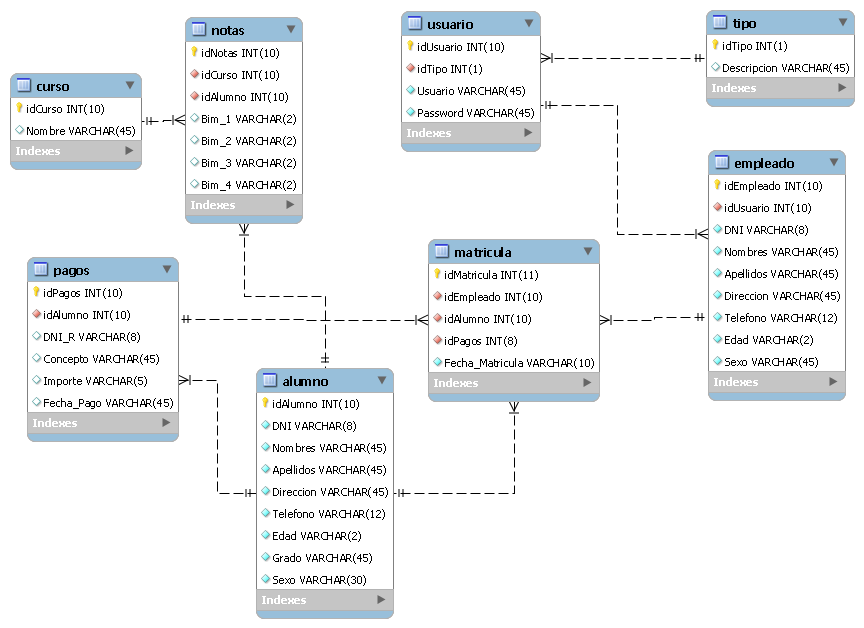 curso
idCurso INT(10)
Nombre VARCHAR(45)
Indexes
notas
idNotas INT(10)
idCurso INT(10)
idAlumno INT(10)
Bim_1 VARCHAR(2)
Bim_2 VARCHAR(2)
Bim_3 VARCHAR(2)
Bim_4 VARCHAR(2)
Indexes
usuario
idUsuario INT(10)
idTipo INT(1)
Usuario VARCHAR(45)
Password VARCHAR(45)
Indexes
tipo
idTipo INT(1)
Descripcion VARCHAR(45)
Indexes
empleado
idEmpleado INT(10)
idUsuario INT(10)
DNI VARCHAR(8)
Nombres VARCHAR(45)
Apellidos VARCHAR(45)
Direccion VARCHAR(45)
Telefono VARCHAR(12)
Edad VARCHAR(2)
Sexo VARCHAR(45)
Indexes
matricula
idMatricula INT(11)
idEmpleado INT(10)
idAlumno INT(10)
idPagos INT(8)
Fecha_Matricula VARCHAR(10)
Indexes
pagos
idPagos INT(10)
idAlumno INT(10)
DNI_R VARCHAR(8)
Concepto VARCHAR(45)
Importe VARCHAR(5)
Fecha_Pago VARCHAR(45)
Indexes
alumno
idAlumno INT(10)
DNI VARCHAR(8)
Nombres VARCHAR(45)
Apellidos VARCHAR(45)
Direccion VARCHAR(45)
Telefono VARCHAR(12)
Edad VARCHAR(2)
Grado VARCHAR(45)
Sexo VARCHAR(30)
Indexes